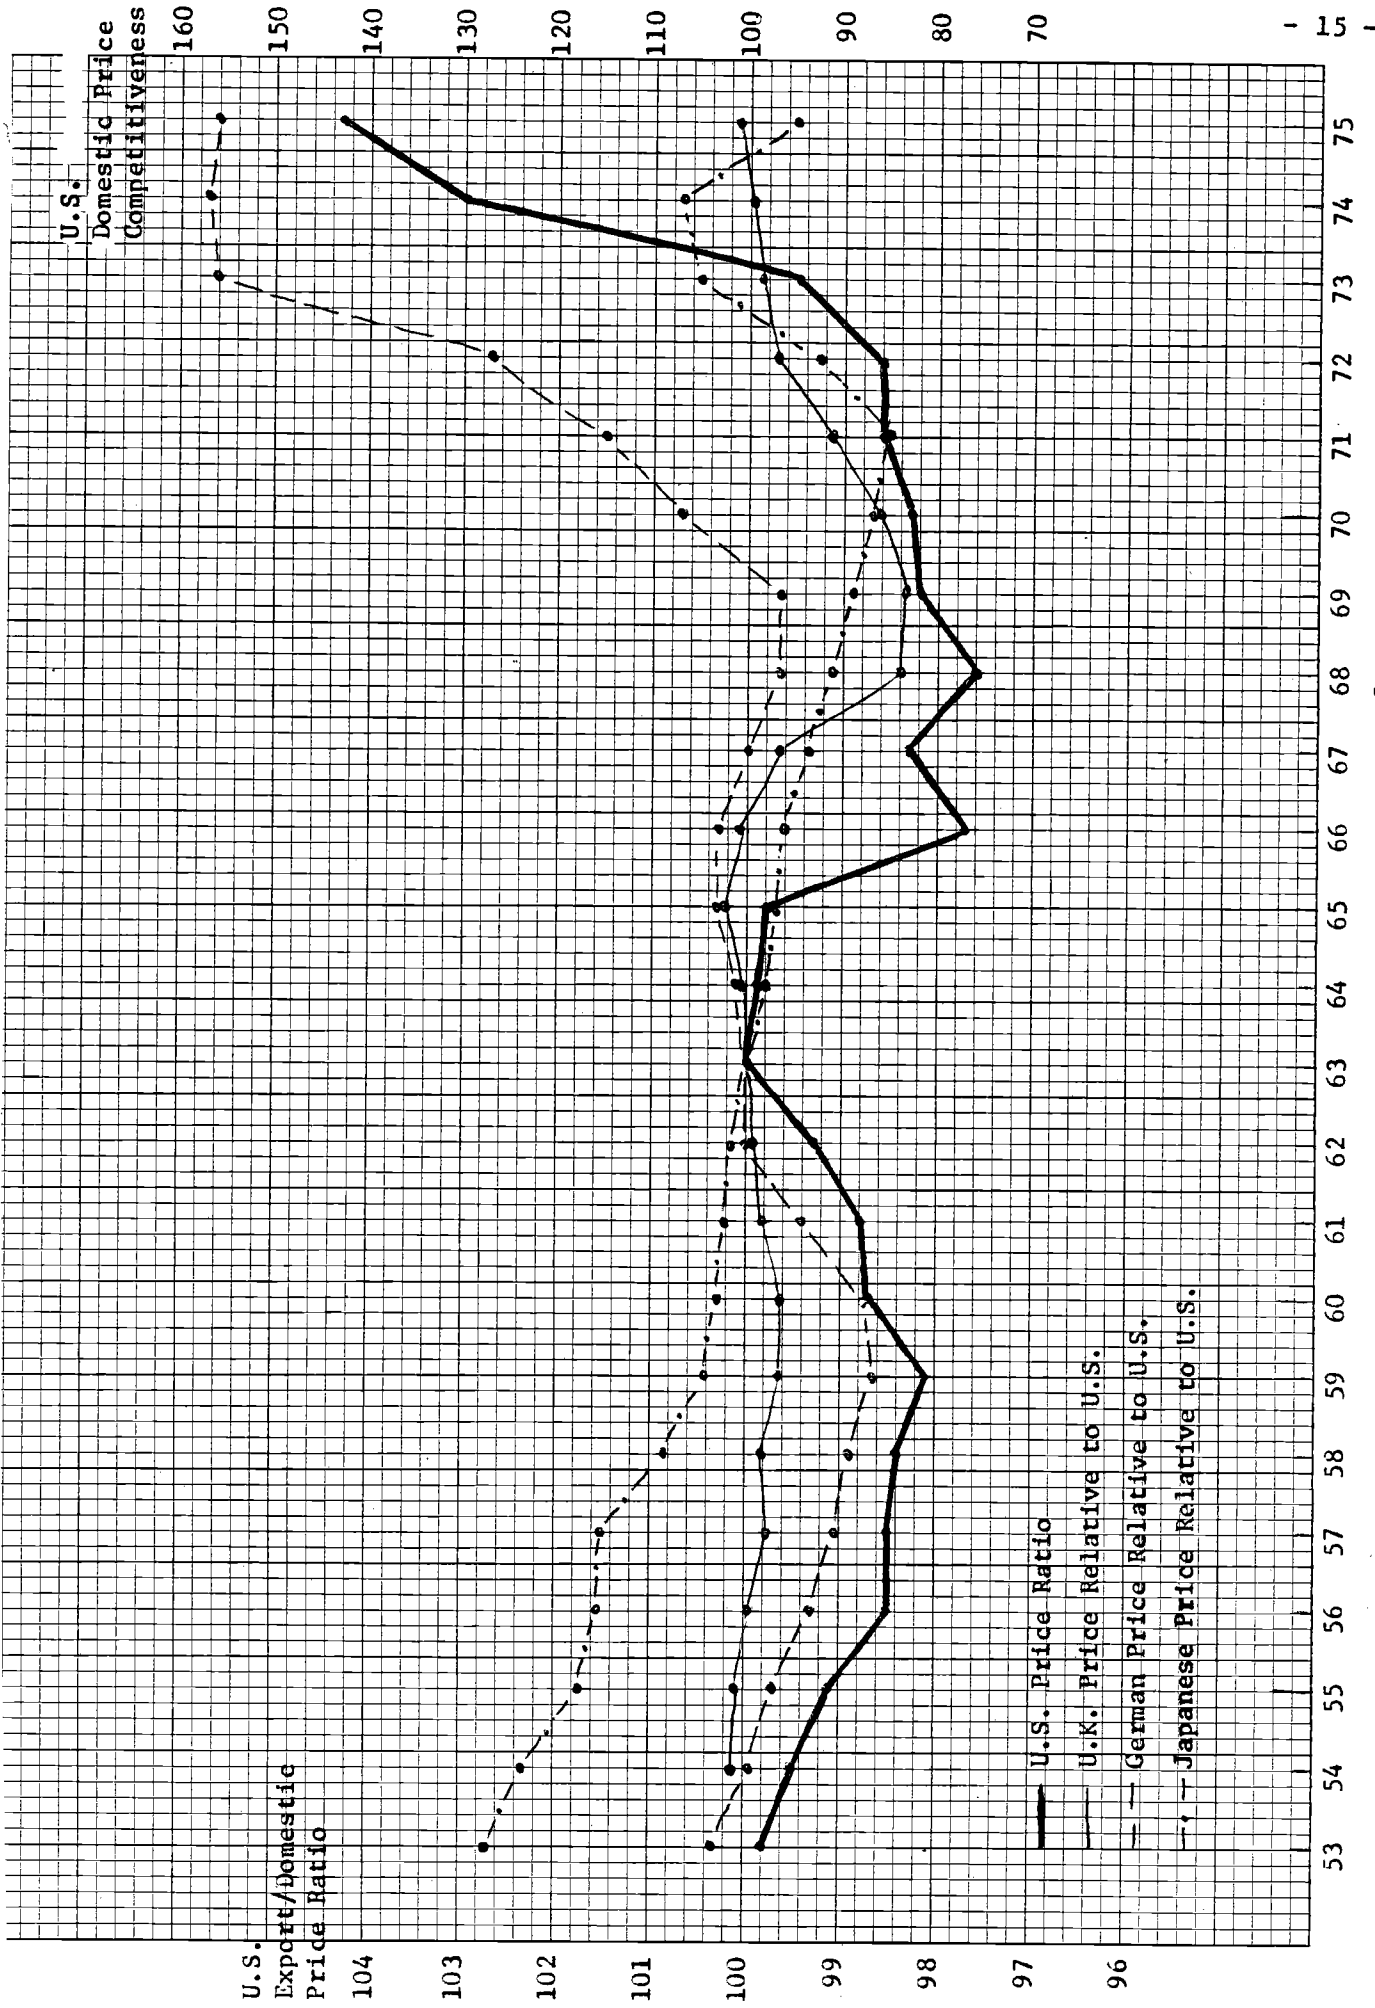 U.S.
Export/Domestic
Price Ratio
104
103
102
101
100
99
98
97
96
U.S.
Domestic Price
Competitiveness
160
150
140
130
120
110
100
90
80
70
U.S. Price Ratio
U.K. Price Relative to U.S.
German Price Relative to U.S.
Japanese Price Relative to U.S.
53 54 55 56 57 58 59 60 61 62 63 64 65 66 67 68 69 70 71 72 73 74 75
- 15 -